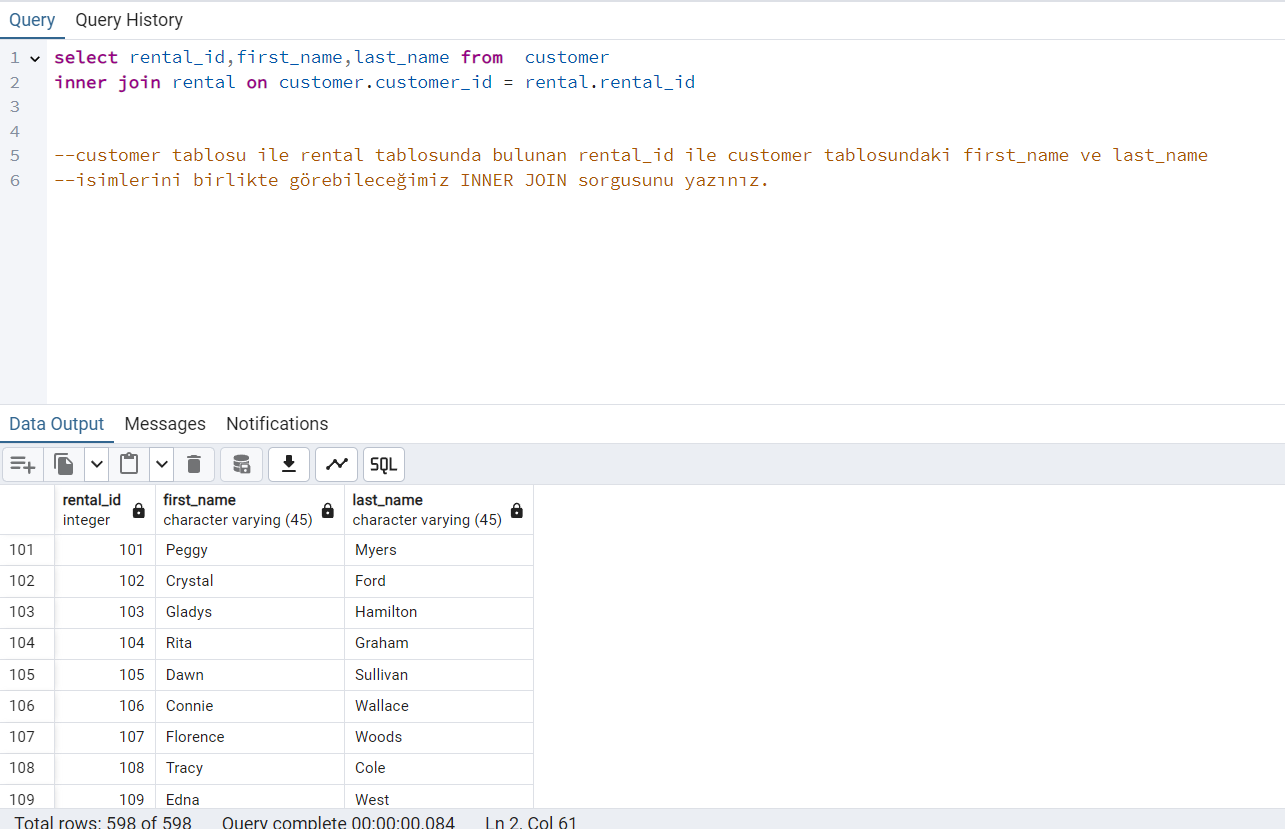 Query Query History
1 select rental_id,first_name,last_name from  customer
2 inner join rental on customer.customer_id = rental.rental_id
3
4
5 --customer tablosu ile rental tablosunda bulunan rental_id ile customer tablosundaki first_name ve last_name
6 --isimlerini birlikte görebileceğimiz INNER JOIN sorgusunu yazınız.
Data Output Messages Notifications
SQL
rental_id first_name last_name
integer character varying (45) character varying (45)
101 101 Peggy Myers
102 102 Crystal Ford
103 103 Gladys Hamilton
104 104 Rita Graham
105 105 Dawn Sullivan
106 106 Connie Wallace
107 107 Florence Woods
108 108 Tracy Cole
109 109 Edna West
Total rows: 598 of 598 Query complete 00:00:00.084 Ln 2, Col 61